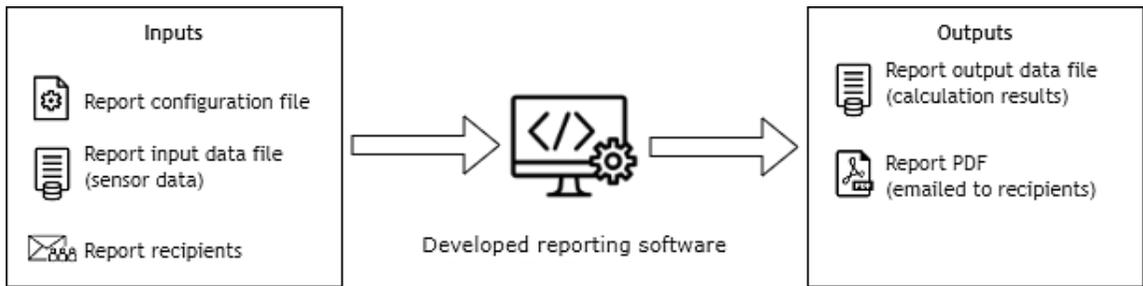 Inputs
Report configuration file
Report input data file
(sensor data)
Report recipients
</>
Developed reporting software
Outputs
Report output data file
(calculation results)
Report PDF
(emailed to recipients)